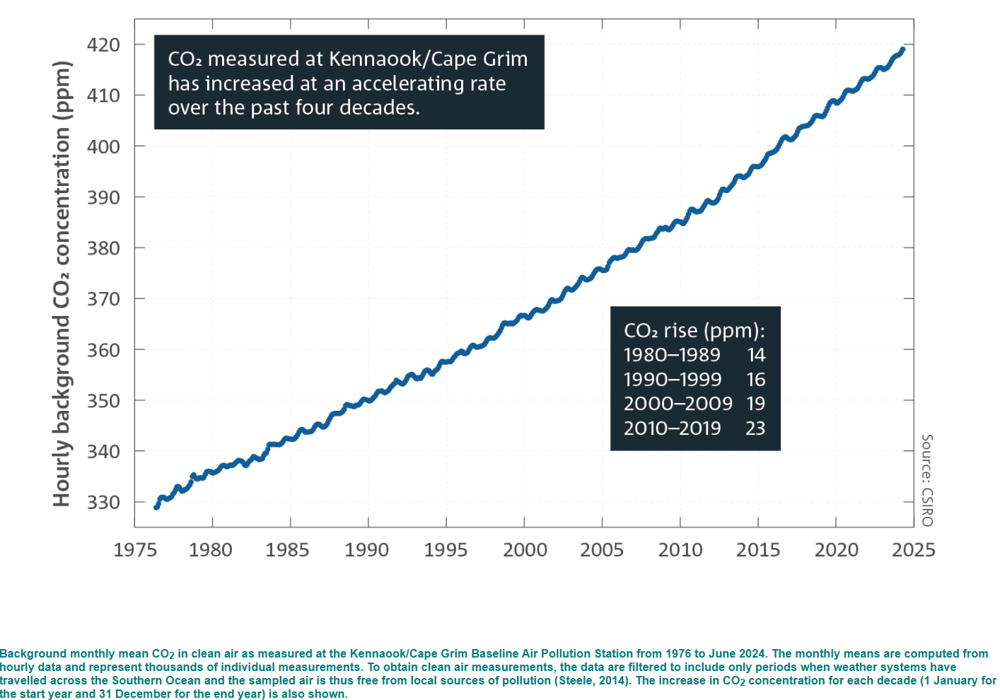 420
410
400
390
380
370
360
350
340
330
Hourly background CO₂ concentration (ppm)
CO₂ measured at Kennaook/Cape Grim
has increased at an accelerating rate
over the past four decades.
CO₂ rise (ppm):
1980–1989 14
1990–1999 16
2000–2009 19
2010–2019 23
Source: CSIRO
1975 1980 1985 1990 1995 2000 2005 2010 2015 2020 2025
Background monthly mean CO₂ in clean air as measured at the Kennaook/Cape Grim Baseline Air Pollution Station from 1976 to June 2024. The monthly means are computed from
hourly data and represent thousands of individual measurements. To obtain clean air measurements, the data are filtered to include only periods when weather systems have
travelled across the Southern Ocean and the sampled air is thus free from local sources of pollution (Steele, 2014). The increase in CO₂ concentration for each decade (1 January for
the start year and 31 December for the end year) is also shown.